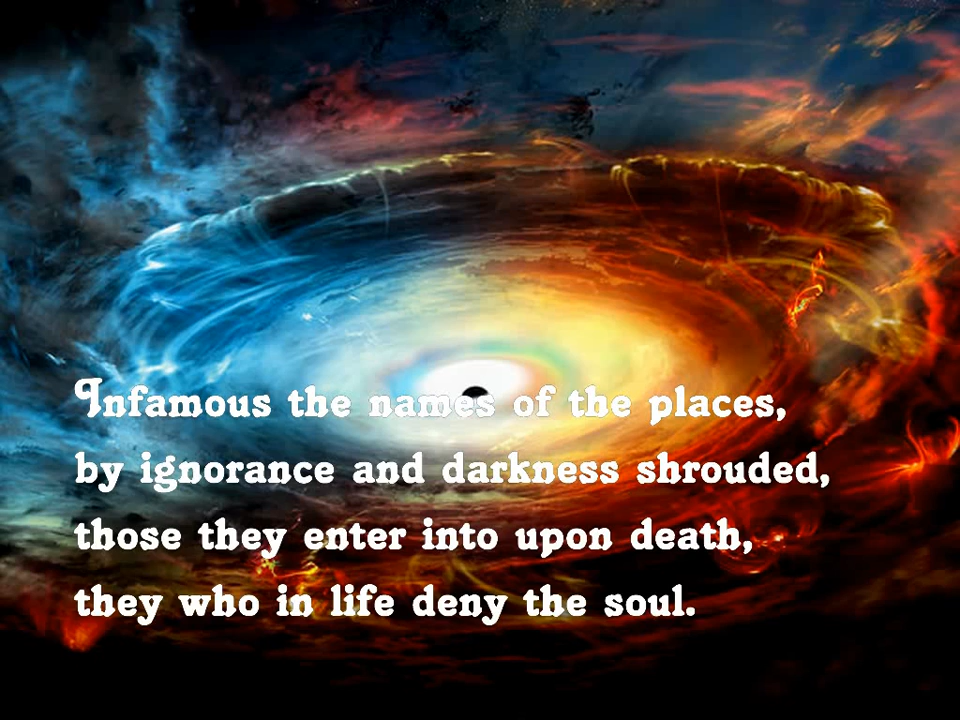 Infamous the names of the places,
by ignorance and darkness shrouded,
those they enter into upon death,
they who in life deny the soul.